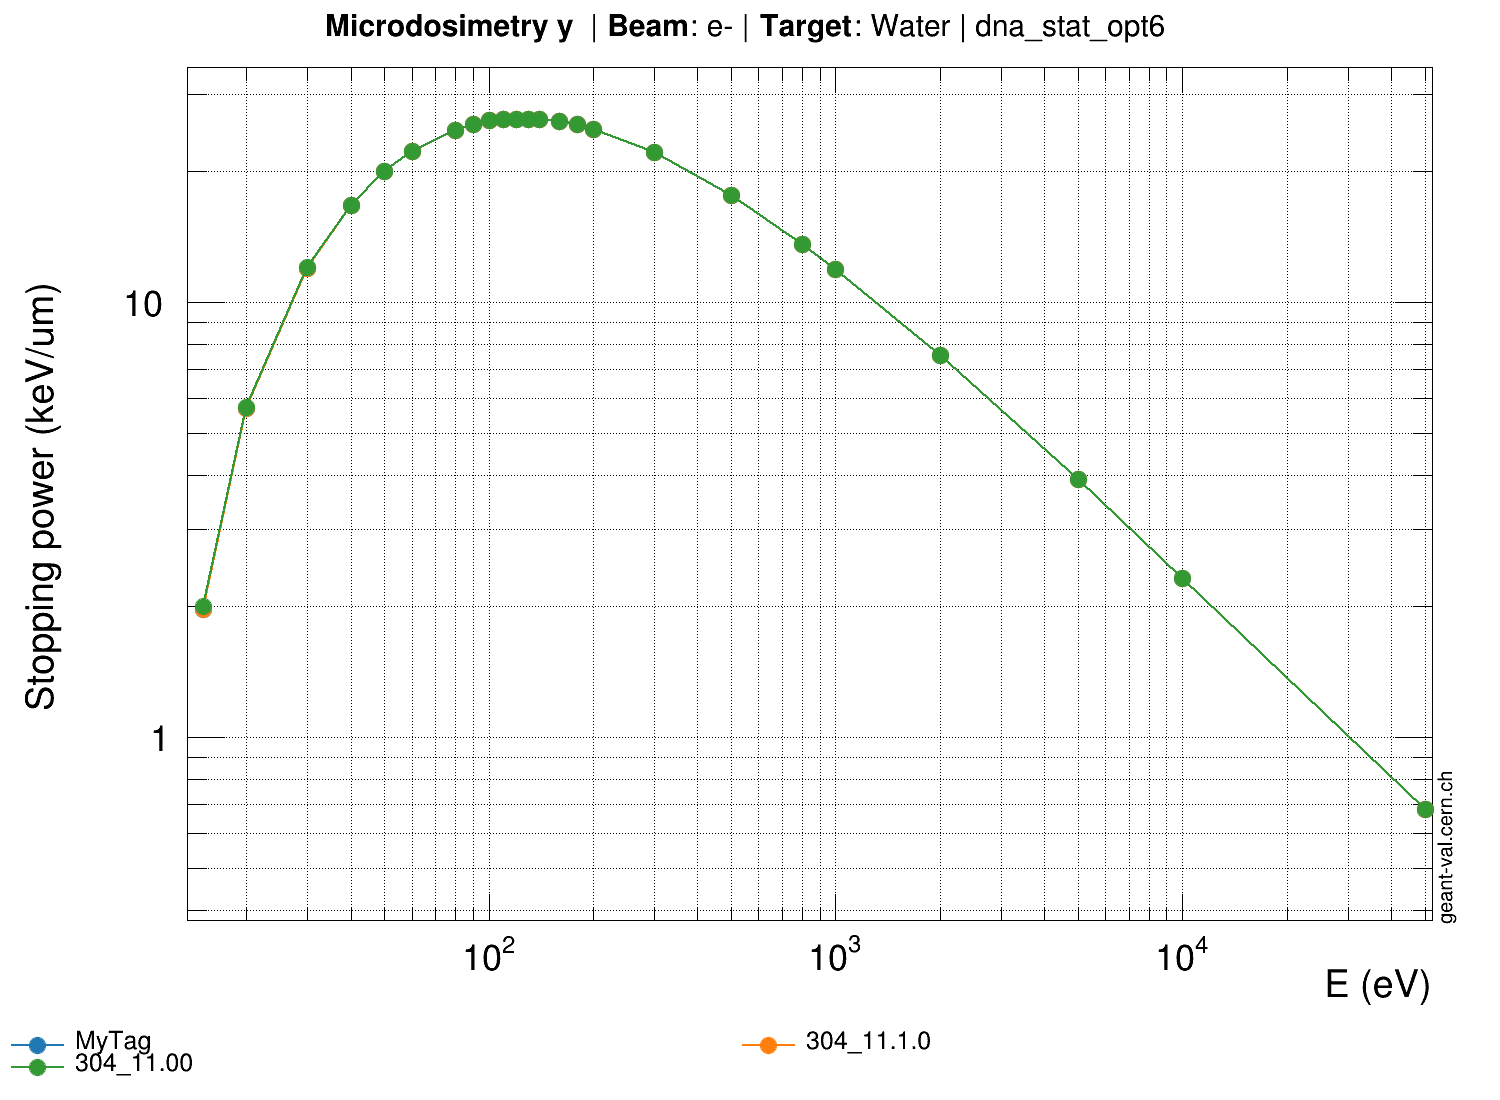 Microdosimetry y | Beam: e- | Target: Water | dna_stat_opt6
Stopping power (keV/um)
10
1
10²
10³
10⁴
E (eV)
geant-val.cern.ch
MyTag
304_11.1.0
304_11.00